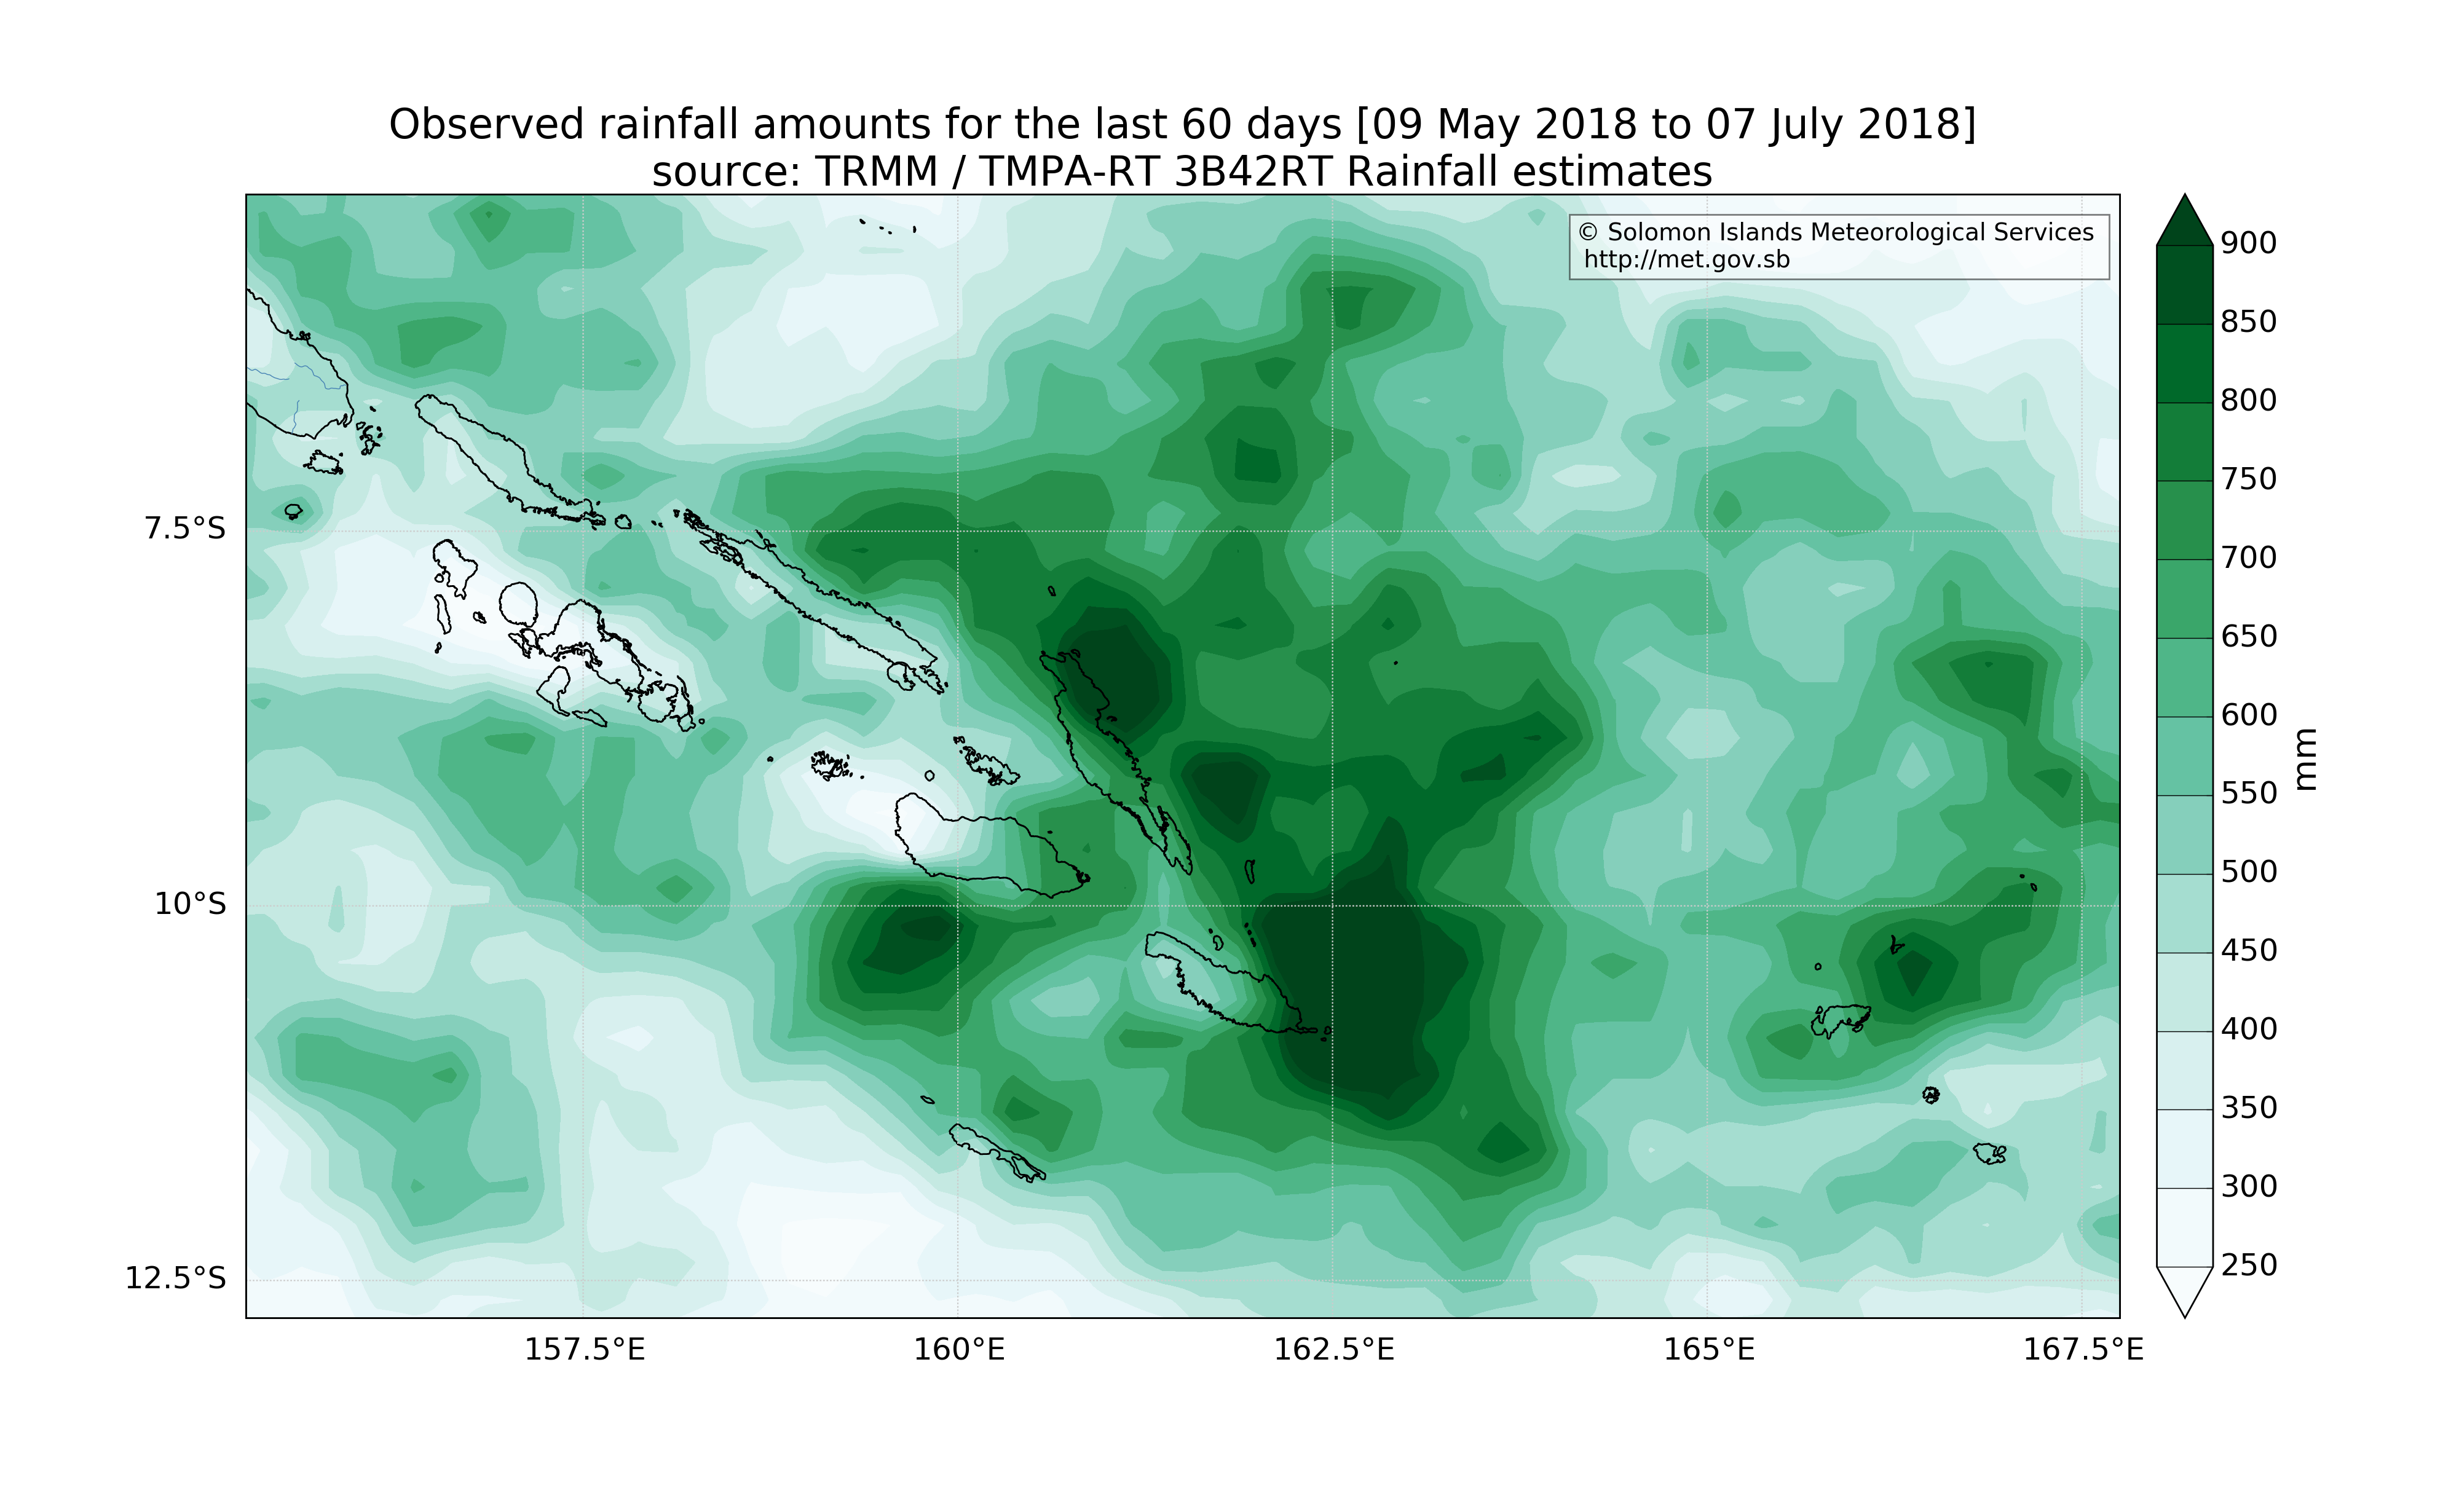 Observed rainfall amounts for the last 60 days [09 May 2018 to 07 July 2018]
source: TRMM / TMPA-RT 3B42RT Rainfall estimates
© Solomon Islands Meteorological Services
http://met.gov.sb
7.5°S
10°S
12.5°S
157.5°E
160°E
162.5°E
165°E
167.5°E
900
850
800
750
700
650
600
550
500
450
400
350
300
250
mm